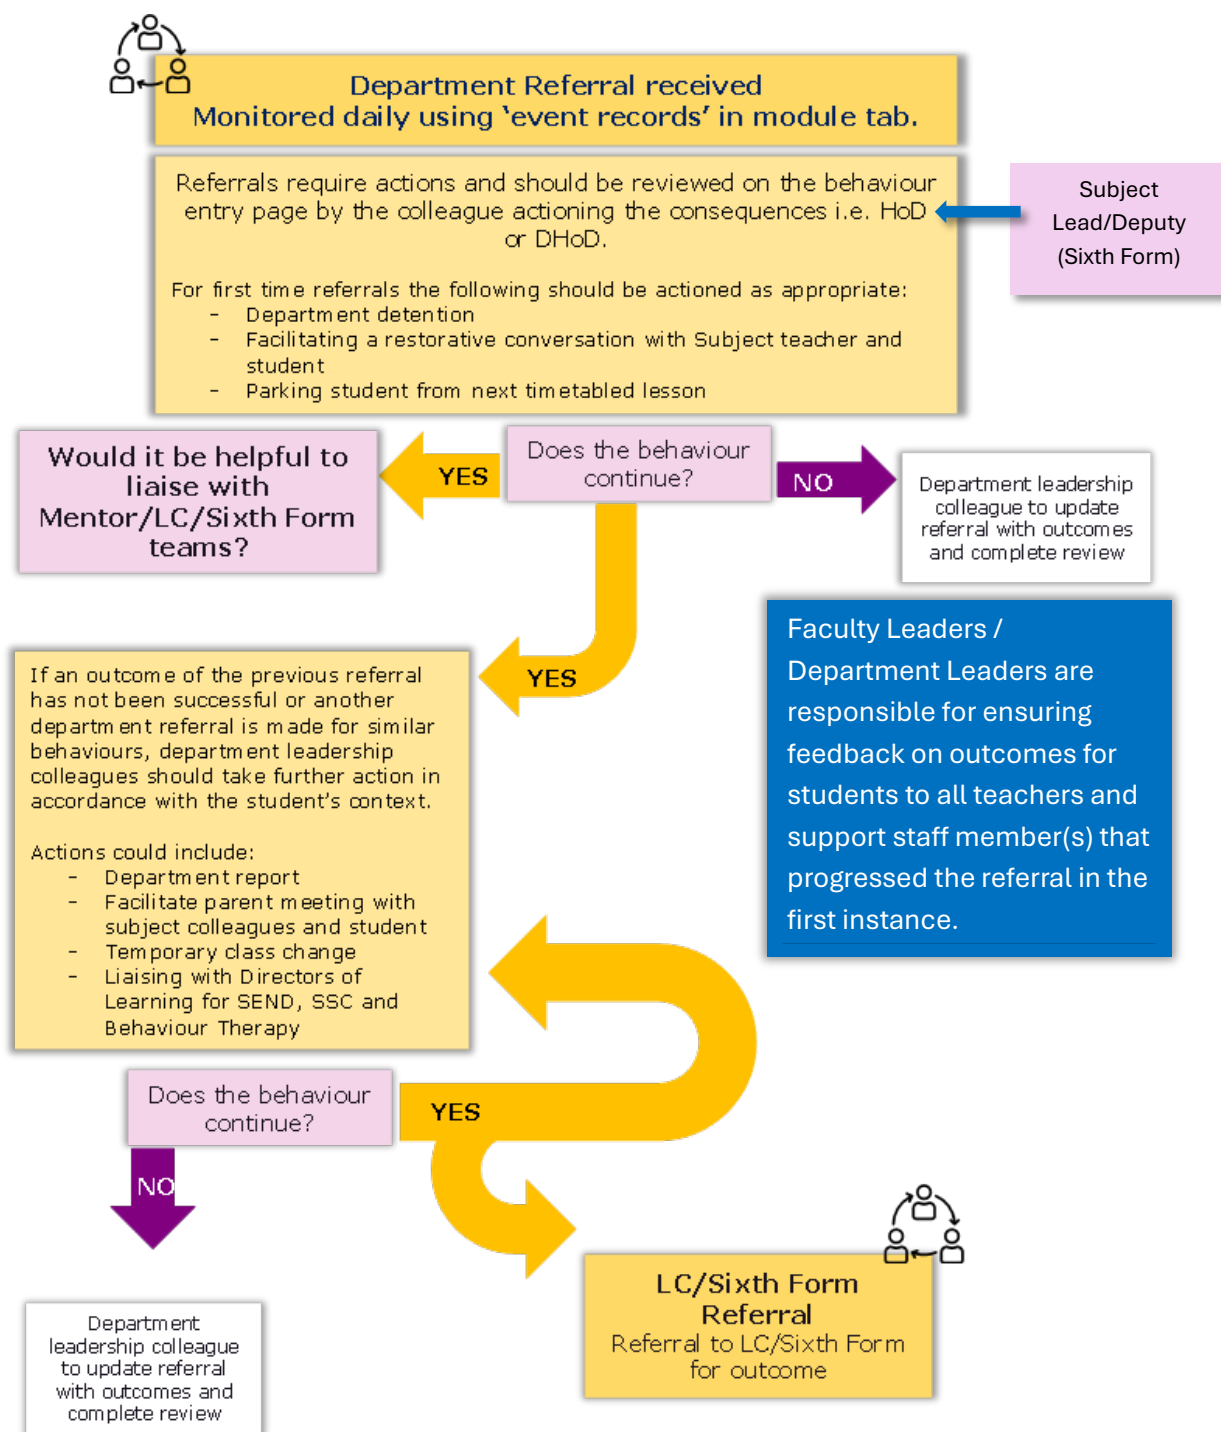 Department Referral received
Monitored daily using ‘event records’ in module tab.
Referrals require actions and should be reviewed on the behaviour
entry page by the colleague actioning the consequences i.e. HoD
or DHoD.
For first time referrals the following should be actioned as appropriate:
- Department detention
- Facilitating a restorative conversation with Subject teacher and
student
- Parking student from next timetabled lesson
Subject
Lead/Deputy
(Sixth Form)
Does the behaviour
continue?
YES
Would it be helpful to
liaise with
Mentor/LC/Sixth Form
teams?
NO
Department leadership
colleague to update
referral with outcomes
and complete review
YES
Faculty Leaders /
Department Leaders are
responsible for ensuring
feedback on outcomes for
students to all teachers and
support staff member(s) that
progressed the referral in the
first instance.
If an outcome of the previous referral
has not been successful or another
department referral is made for similar
behaviours, department leadership
colleagues should take further action in
accordance with the student’s context.
Actions could include:
- Department report
- Facilitate parent meeting with
subject colleagues and student
- Temporary class change
- Liaising with Directors of
Learning for SEND, SSC and
Behaviour Therapy
Does the behaviour
continue?
YES
NO
Department
leadership colleague
to update referral
with outcomes and
complete review
LC/Sixth Form
Referral
Referral to LC/Sixth Form
for outcome